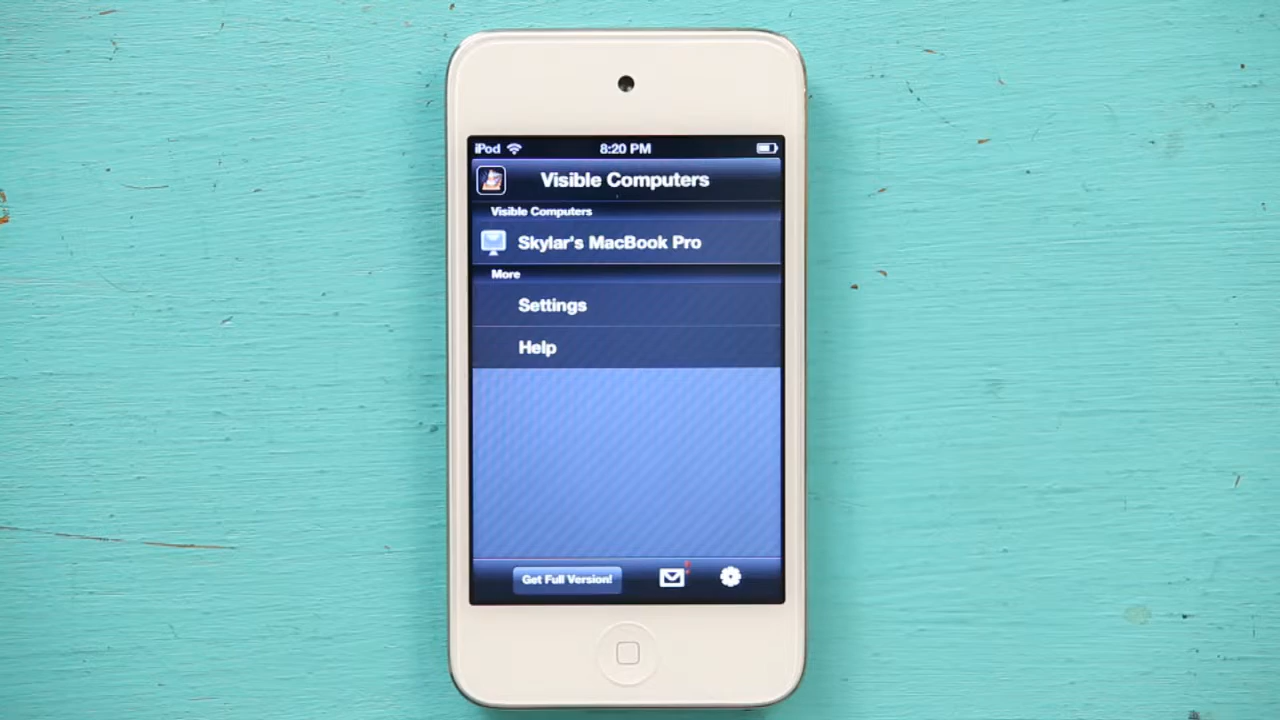 iPod 8:20 PM
Visible Computers
Visible Computers
Skylar's MacBook Pro
More
Settings
Help
Get Full Version!